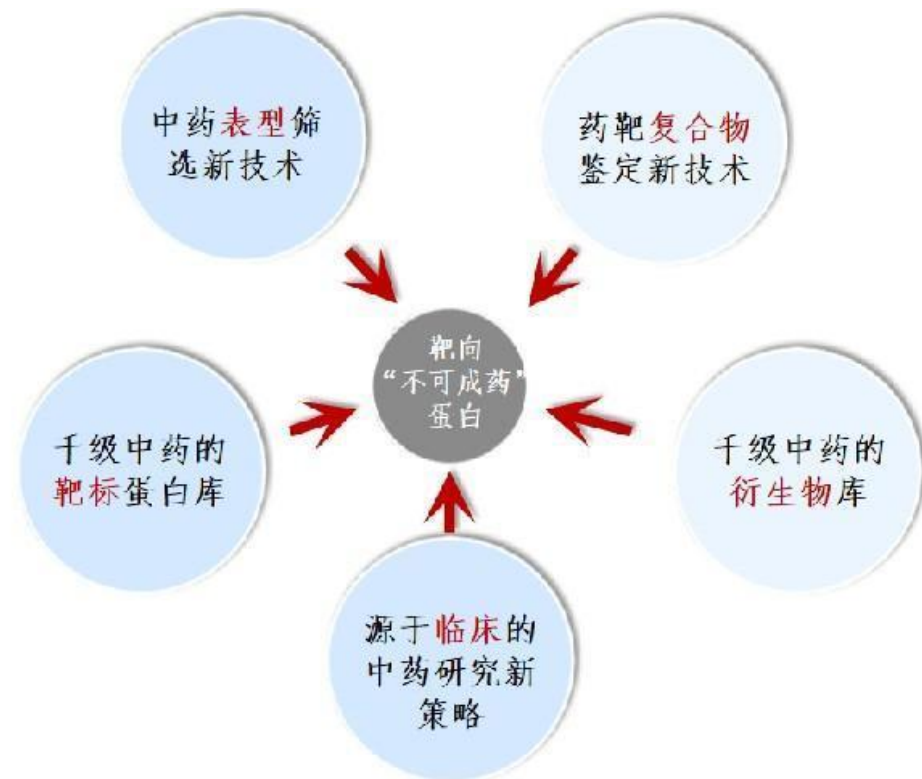 中药表型筛
选新技术
药靶复合物
鉴定新技术
靶向
“不可成药”
蛋白
千级中药的
靶标蛋白库
千级中药的
衍生物库
源于临床的
中药研究新
策略